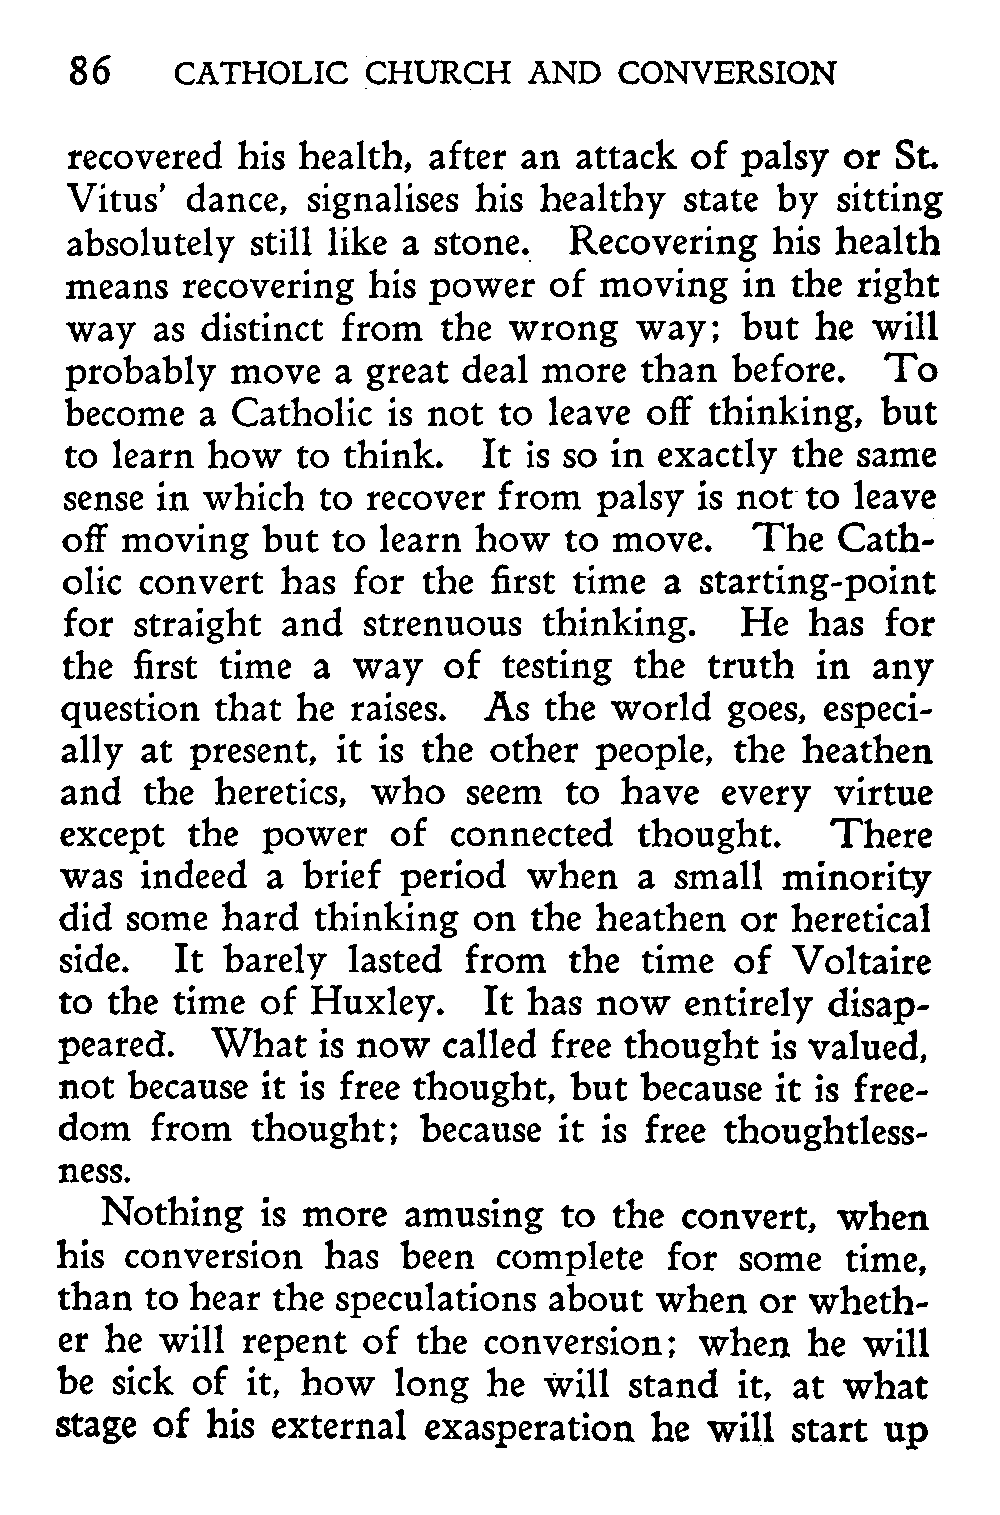 86 CATHOLIC CHURCH AND CONVERSION
recovered his health, after an attack of palsy or St.
Vitus' dance, signalises his healthy state by sitting
absolutely still like a stone. Recovering his health
means recovering his power of moving in the right
way as distinct from the wrong way; but he will
probably move a great deal more than before. To
become a Catholic is not to leave off thinking, but
to learn how to think. It is so in exactly the same
sense in which to recover from palsy is not to leave
off moving but to learn how to move. The Cath-
olic convert has for the first time a starting-point
for straight and strenuous thinking. He has for
the first time a way of testing the truth in any
question that he raises. As the world goes, especi-
ally at present, it is the other people, the heathen
and the heretics, who seem to have every virtue
except the power of connected thought. There
was indeed a brief period when a small minority
did some hard thinking on the heathen or heretical
side. It barely lasted from the time of Voltaire
to the time of Huxley. It has now entirely disap-
peared. What is now called free thought is valued,
not because it is free thought, but because it is free-
dom from thought; because it is free thoughtless-
ness.
Nothing is more amusing to the convert, when
his conversion has been complete for some time,
than to hear the speculations about when or wheth-
er he will repent of the conversion; when he will
be sick of it, how long he will stand it, at what
stage of his external exasperation he will start up